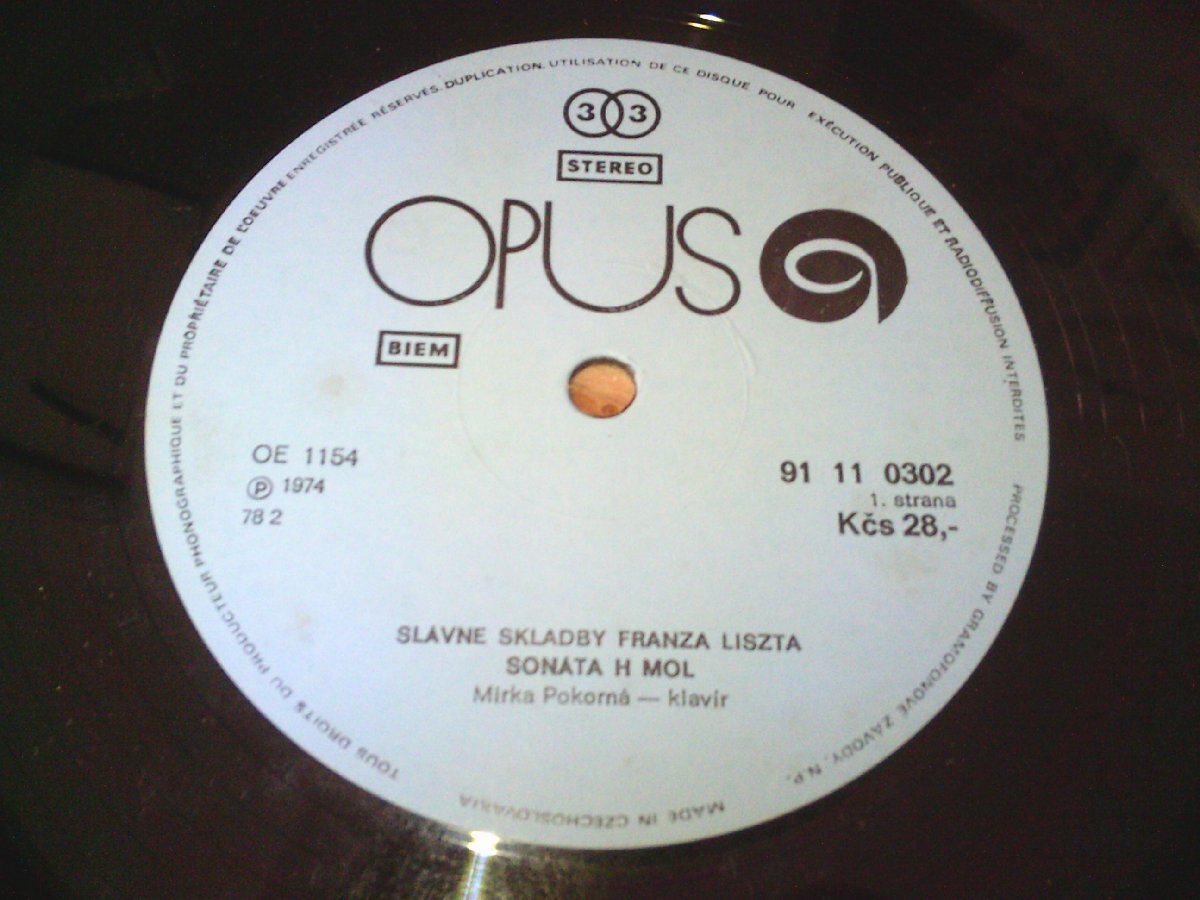 33
STEREO
OPUS
BIEM
OE 1154
Ⓟ 1974
78 2
91 11 0302
1. strana
Kčs 28,-
SLÁVNE SKLADBY FRANZA LISZTA
SONÁTA H MOL
Mirka Pokorná — klavír
TOUS DROITS DU PRODUCTEUR PHONOGRAPHIQUE ET DU PROPRIÉTAIRE DE L'OEUVRE ENREGISTRÉE RÉSERVÉS. DUPLICATION. UTILISATION DE CE DISQUE POUR EXÉCUTION PUBLIQUE ET RADIODIFFUSION INTERDITES
PROCESSED BY GRAMOFONOVÉ ZÁVODY, N.P.
MADE IN CZECHOSLOVAKIA